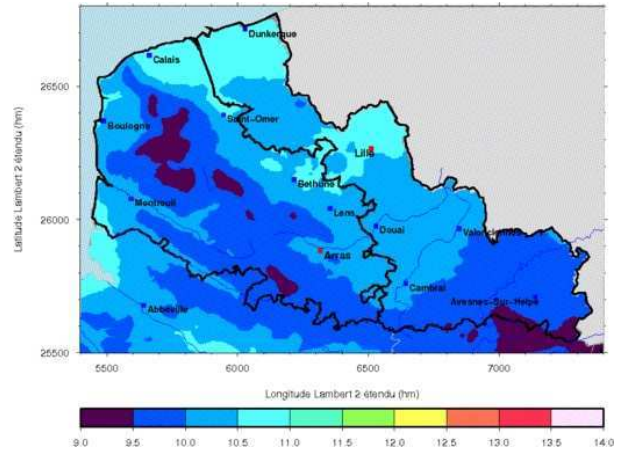 Latitude Lambert 2 étendu (hm)
26500
26000
25500
Dunkerque
Calais
Boulogne
Saint-Omer
Lille
Bethune
Montreuil
Lens
Douai
Valenciennes
Arras
Cambrai
Avesnes-Sur-Helpe
Abbeville
5500 6000 6500 7000
Longitude Lambert 2 étendu (hm)
9.0 9.5 10.0 10.5 11.0 11.5 12.0 12.5 13.0 13.5 14.0